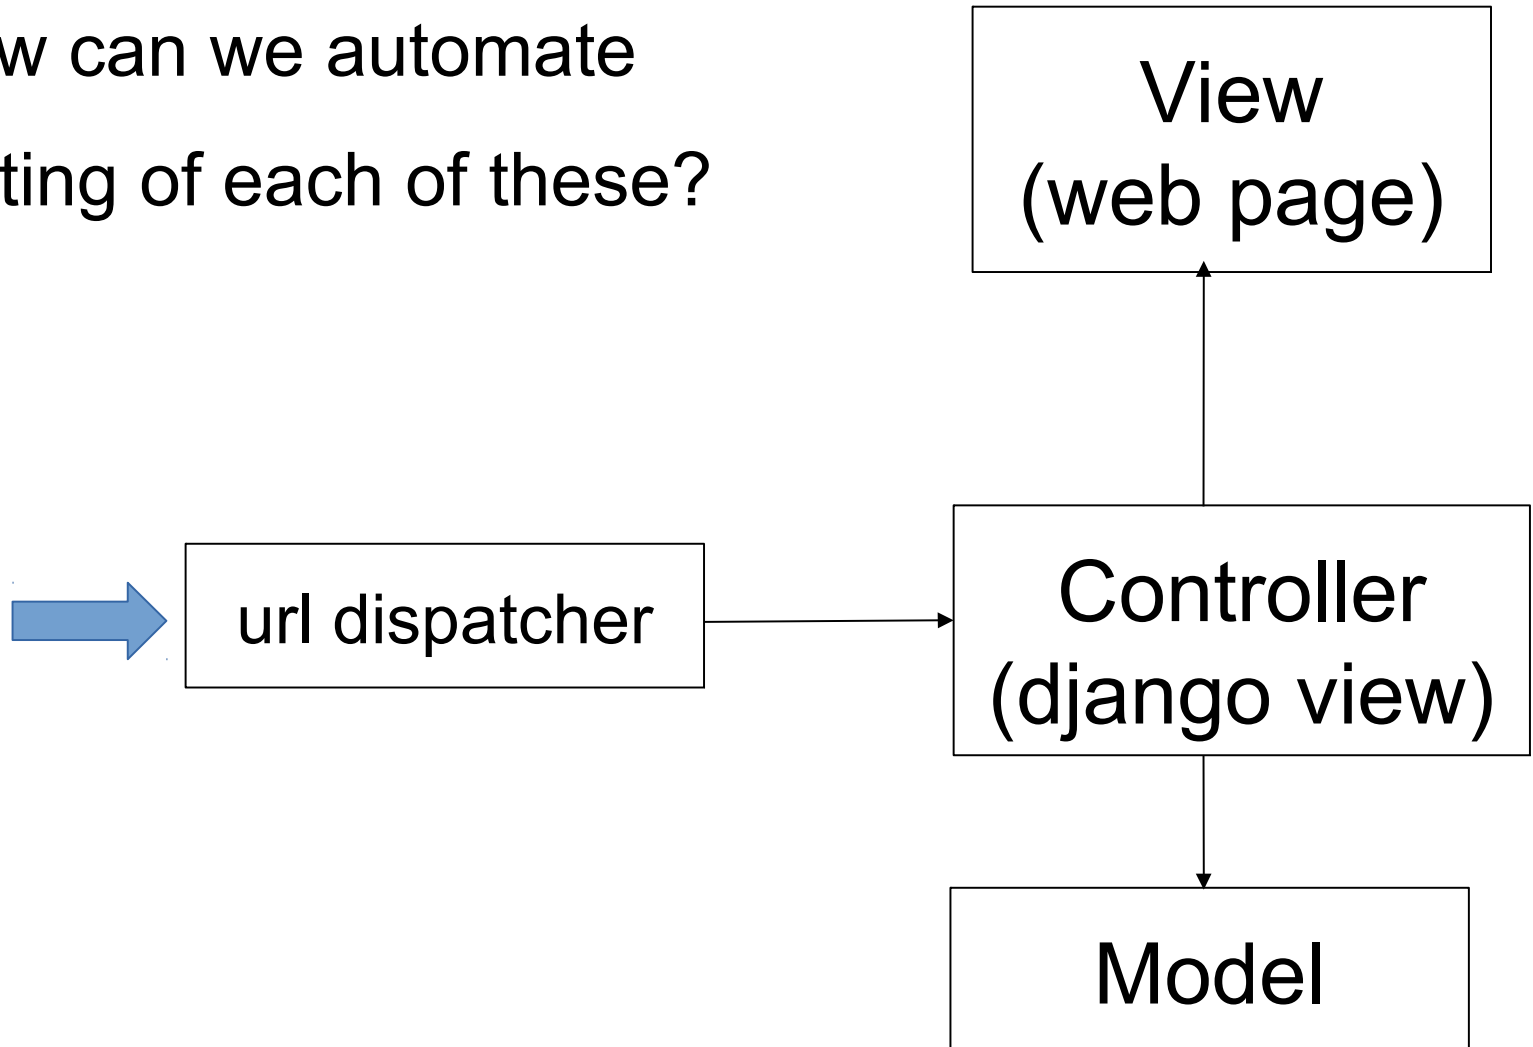 w can we automate
ting of each of these?
View
(web page)
url dispatcher
Controller
(django view)
Model